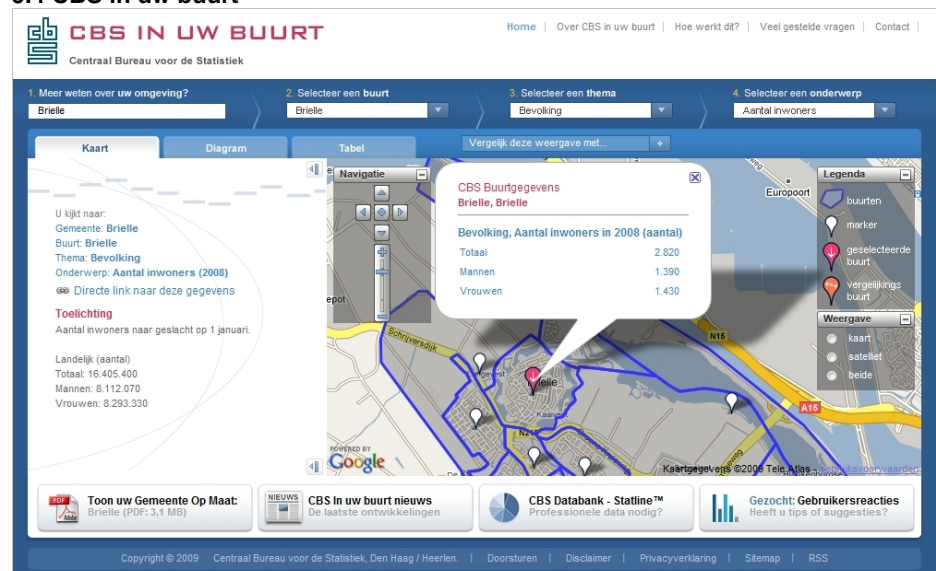 CBS IN UW BUURT
Centraal Bureau voor de Statistiek
Home | Over CBS in uw buurt | Hoe werkt dit? | Veel gestelde vragen | Contact |
1. Meer weten over uw omgeving?
Brielle
2. Selecteer een buurt
Brielle
3. Selecteer een thema
Bevolking
4. Selecteer een onderwerp
Aantal inwoners
Kaart
Diagram
Tabel
Vergelijk deze weergave met... +
U kijkt naar:
Gemeente: Brielle
Buurt: Brielle
Thema: Bevolking
Onderwerp: Aantal inwoners (2008)
Directe link naar deze gegevens
Toelichting
Aantal inwoners naar geslacht op 1 januari.
Landelijk (aantal)
Totaal: 16.405.400
Mannen: 8.112.070
Vrouwen: 8.293.330
Navigatie
CBS Buurtgegevens
Brielle, Brielle
Bevolking, Aantal inwoners in 2008 (aantal)
Totaal 2.820
Mannen 1.390
Vrouwen 1.430
Europoort
Legenda
buurten
marker
geselecteerde
buurt
vergelijkings
buurt
Weergave
kaart
satelliet
beide
Schrijversdijk
N15
A15
Brielle
POWERED BY
Google
Kaartgegevens ©2009 Tele Atlas - Gebruiksvoorwaarden
PDF
Adobe
Toon uw Gemeente Op Maat:
Brielle (PDF: 3,1 MB)
NIEUWS
CBS In uw buurt nieuws
De laatste ontwikkelingen
CBS Databank - Statline™
Professionele data nodig?
Gezocht: Gebruikersreacties
Heeft u tips of suggesties?
Copyright © 2009 Centraal Bureau voor de Statistiek, Den Haag / Heerlen. | Doorsturen | Disclaimer | Privacyverklaring | Sitemap | RSS